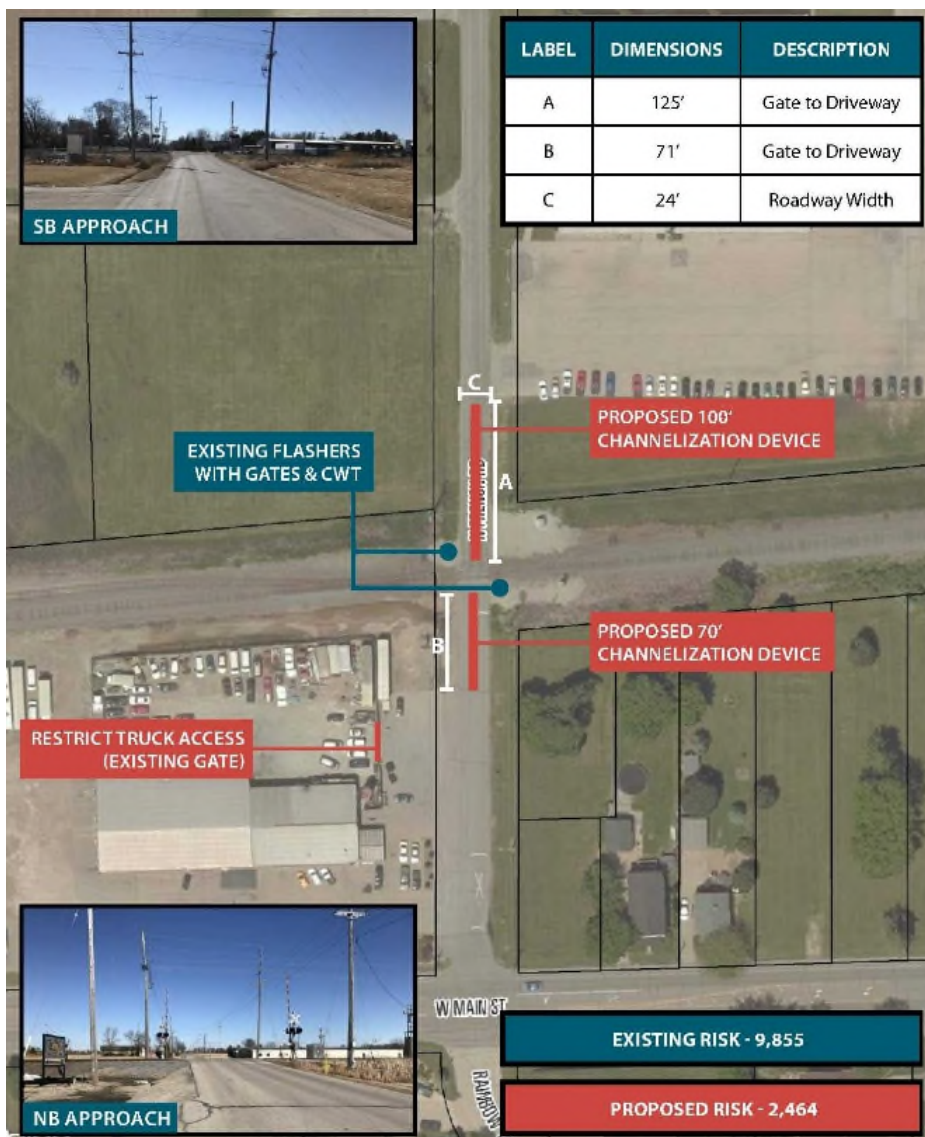 SB APPROACH
LABEL DIMENSIONS DESCRIPTION
A 125' Gate to Driveway
B 71' Gate to Driveway
C 24' Roadway Width
C
PROPOSED 100'
CHANNELIZATION DEVICE
EXISTING FLASHERS
WITH GATES & CWT
A
B
PROPOSED 70'
CHANNELIZATION DEVICE
RESTRICT TRUCK ACCESS
(EXISTING GATE)
W MAIN ST
RAINBOW
EXISTING RISK - 9,855
PROPOSED RISK - 2,464
NB APPROACH